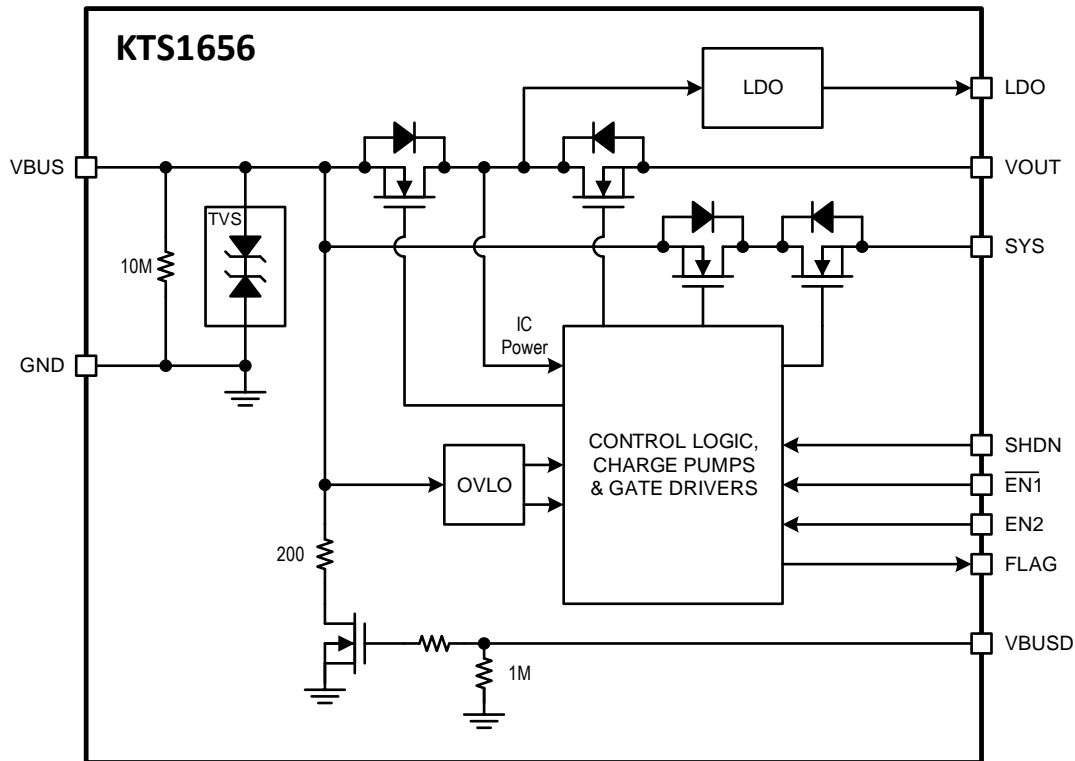 KTS1656
LDO
LDO
VBUS
VOUT
TVS
SYS
10M
IC
Power
GND
CONTROL LOGIC,
CHARGE PUMPS
& GATE DRIVERS
SHDN
OVLO
EN1
EN2
200
FLAG
VBUSD
1M